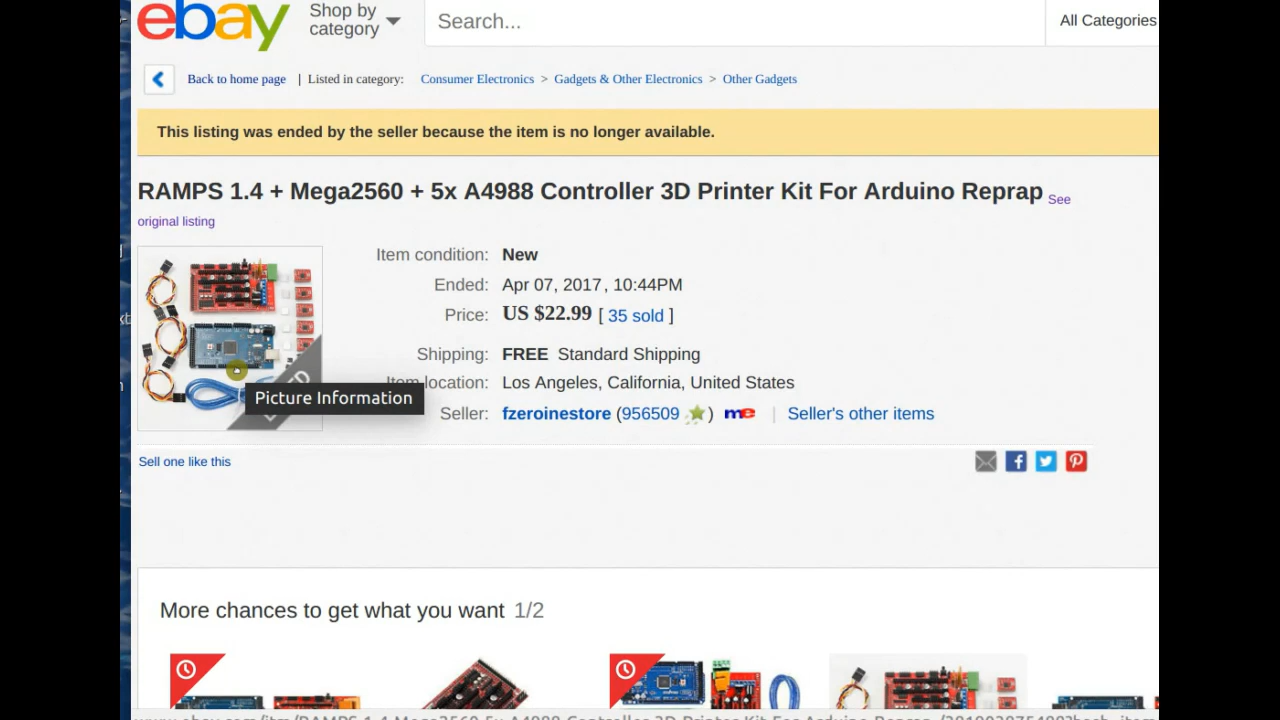 ebay
Shop by
category
Search...
All Categories
Back to home page | Listed in category: Consumer Electronics > Gadgets & Other Electronics > Other Gadgets
This listing was ended by the seller because the item is no longer available.
RAMPS 1.4 + Mega2560 + 5x A4988 Controller 3D Printer Kit For Arduino Reprap See
original listing
Item condition: New
Ended: Apr 07, 2017, 10:44PM
Price: US $22.99 [ 35 sold ]
Shipping: FREE Standard Shipping
Item location: Los Angeles, California, United States
Picture Information
Seller: fzeroinestore (956509 ) me | Seller's other items
Sell one like this
More chances to get what you want 1/2